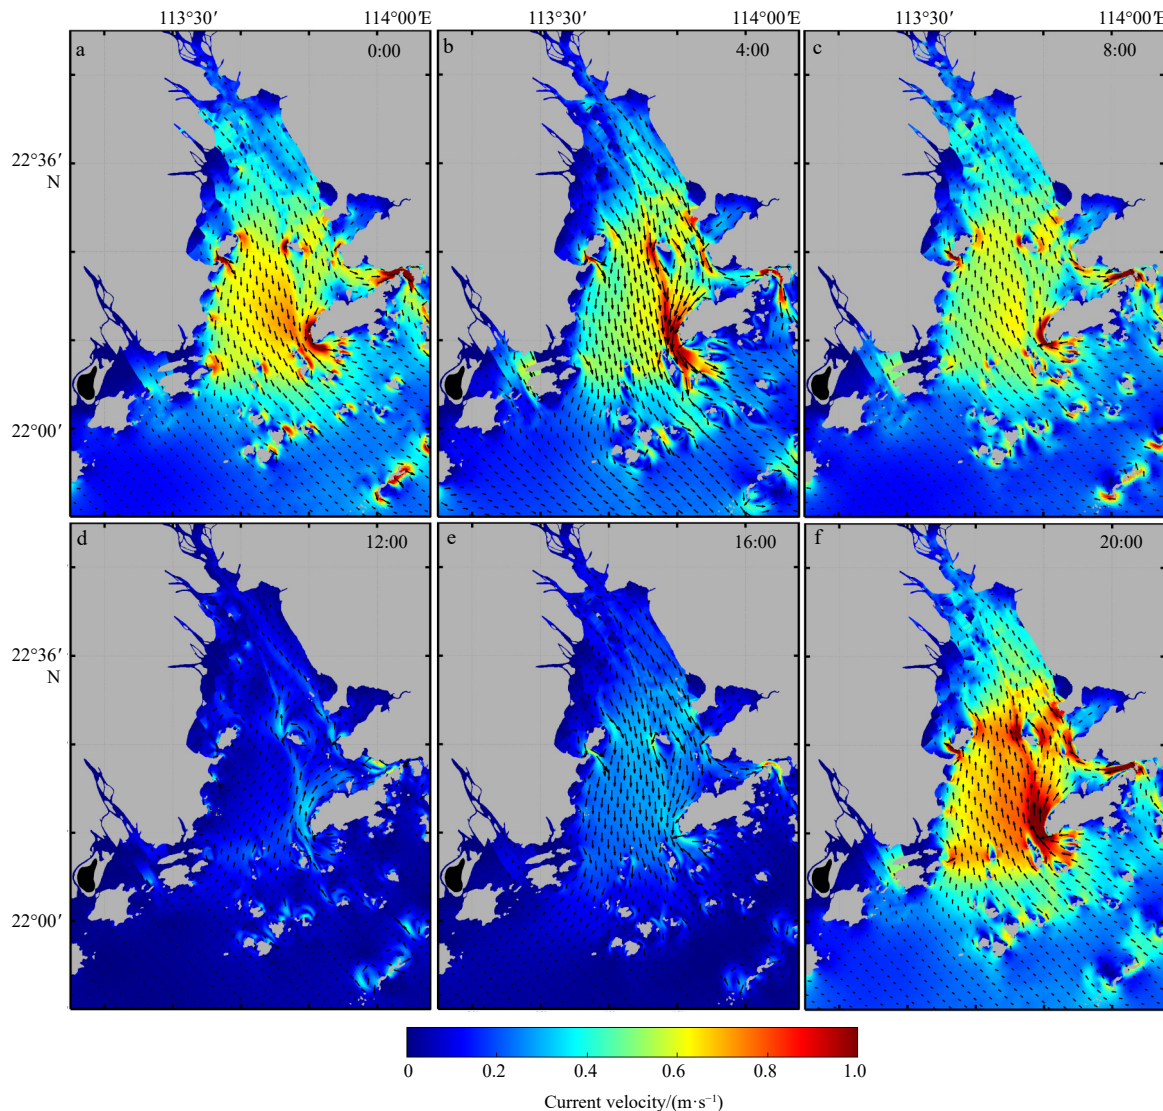 113°30′ 114°00′E 113°30′ 114°00′E 113°30′ 114°00′E
a 0:00 b 4:00 c 8:00
22°36′
N
22°00′
d 12:00 e 16:00 f 20:00
22°36′
N
22°00′
0 0.2 0.4 0.6 0.8 1.0
Current velocity/(m·s⁻¹)